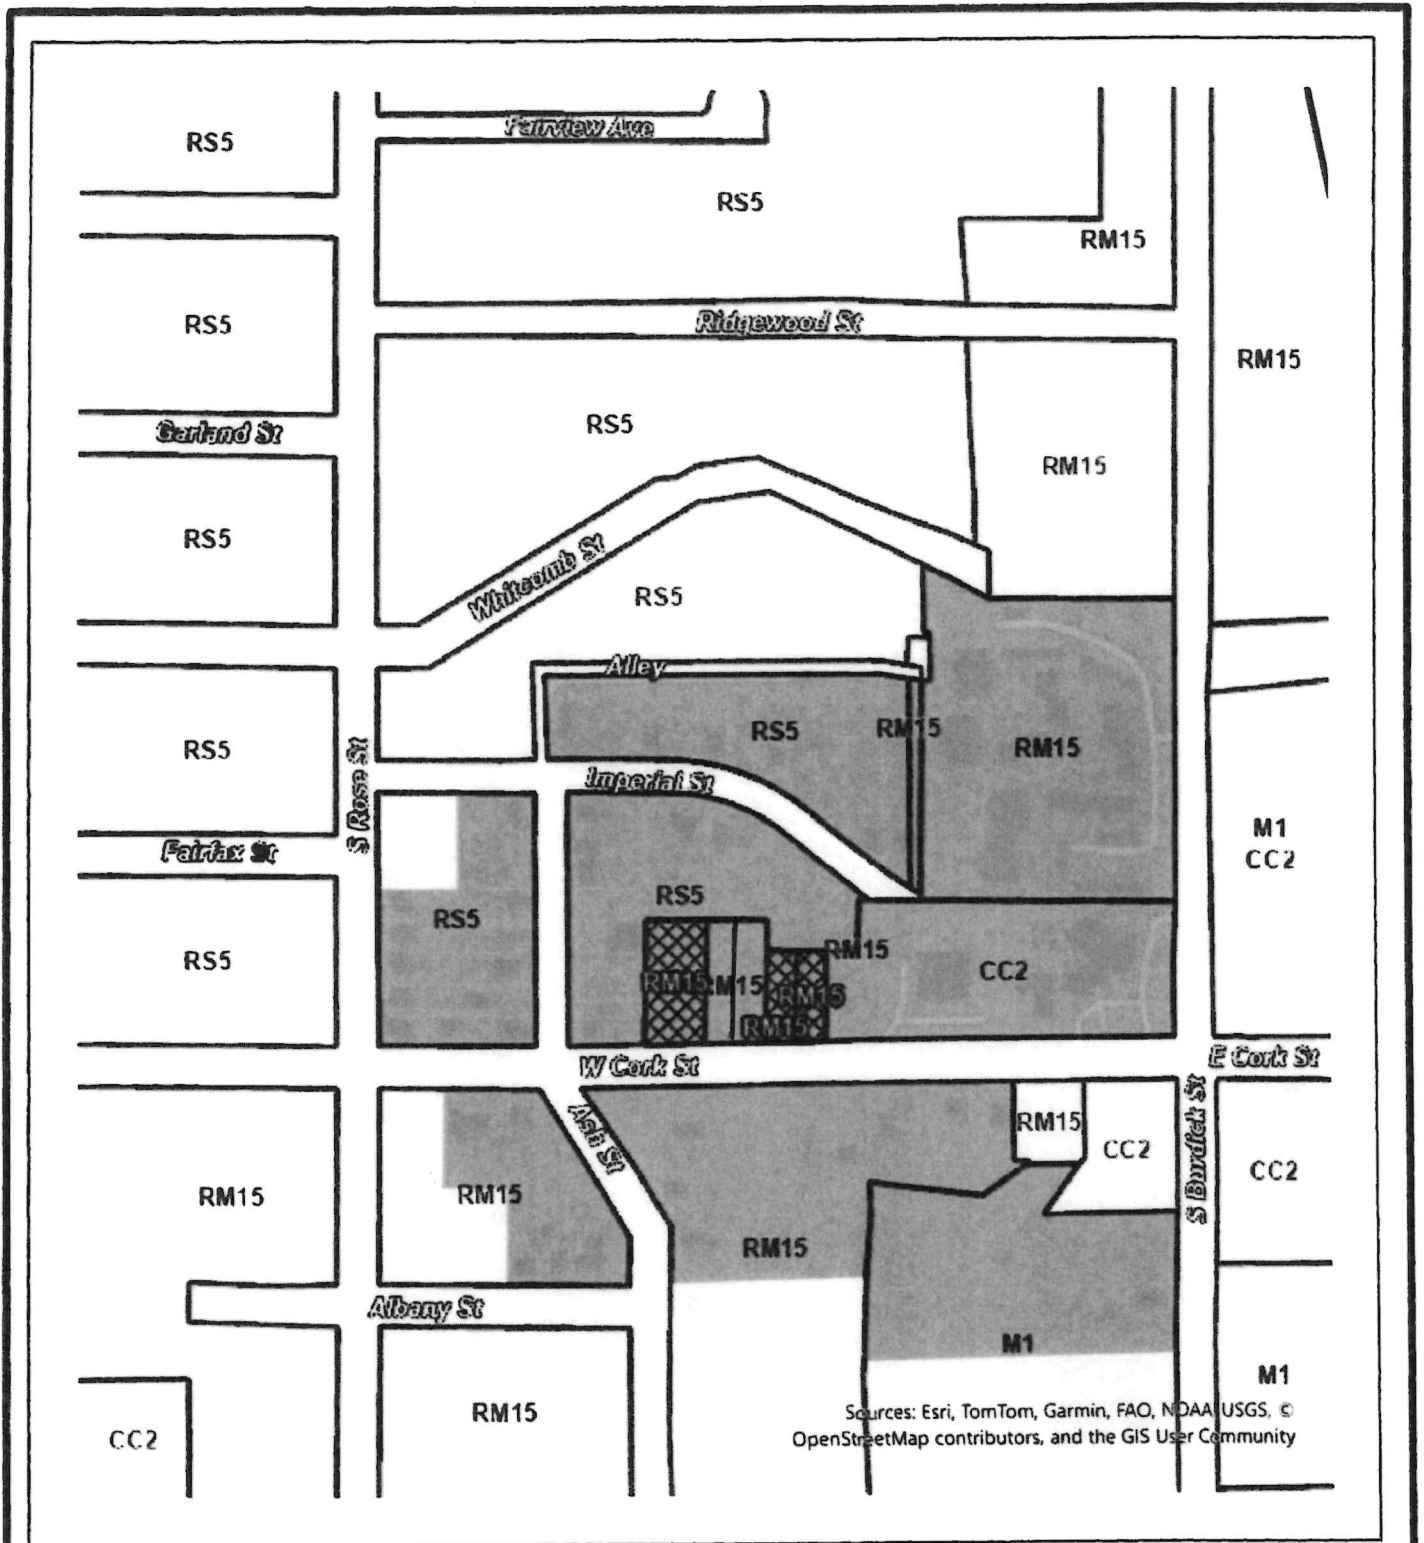 RS5
Fairview Ave
RS5
RM15
RS5
Ridgewood St
RM15
RS5
Garland St
RM15
RS5
Whitcomb St
RS5
Alley
RS5
RM15
RS5
S Rose St
RM15
Imperial St
M1
CC2
Fairfax St
RS5
RS5
RM15
RS5
CC2
RM15
M15
RM15
RM15
E Cork St
W Cork St
S Burdick St
Ash St
RM15
CC2
CC2
RM15
RM15
RM15
Albany St
M1
M1
RM15
CC2
Sources: Esri, TomTom, Garmin, FAO, NOAA, USGS, ©
OpenStreetMap contributors, and the GIS User Community